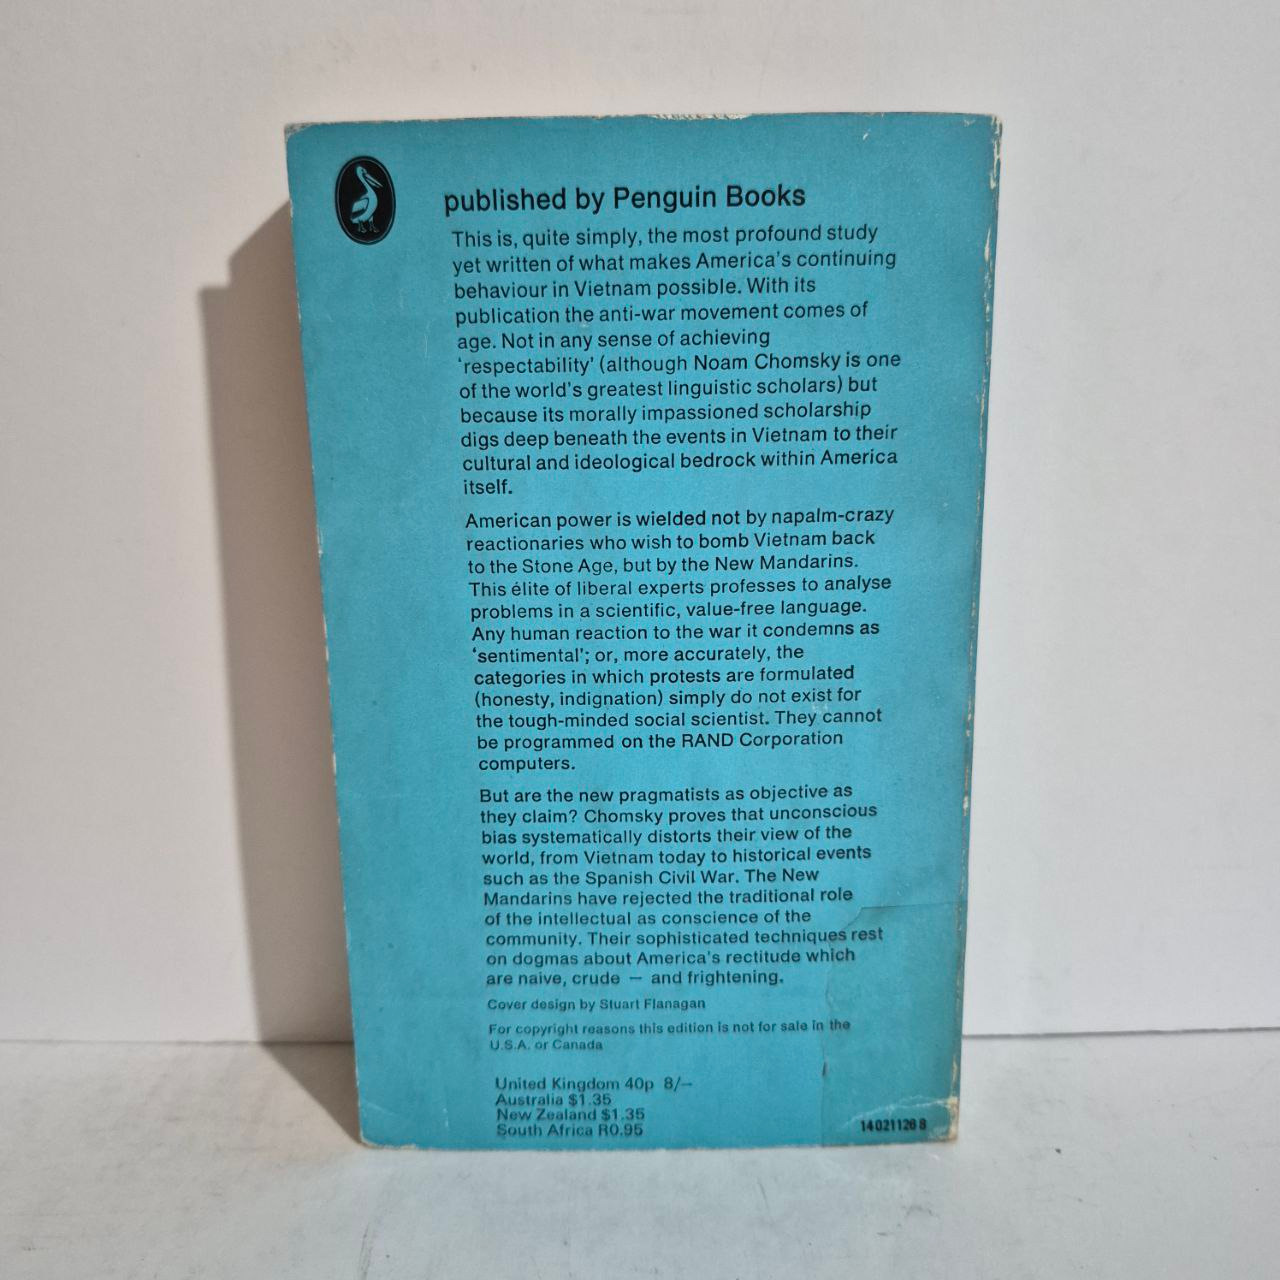 published by Penguin Books
This is, quite simply, the most profound study
yet written of what makes America's continuing
behaviour in Vietnam possible. With its
publication the anti-war movement comes of
age. Not in any sense of achieving
'respectability' (although Noam Chomsky is one
of the world's greatest linguistic scholars) but
because its morally impassioned scholarship
digs deep beneath the events in Vietnam to their
cultural and ideological bedrock within America
itself.
American power is wielded not by napalm-crazy
reactionaries who wish to bomb Vietnam back
to the Stone Age, but by the New Mandarins.
This élite of liberal experts professes to analyse
problems in a scientific, value-free language.
Any human reaction to the war it condemns as
'sentimental'; or, more accurately, the
categories in which protests are formulated
(honesty, indignation) simply do not exist for
the tough-minded social scientist. They cannot
be programmed on the RAND Corporation
computers.
But are the new pragmatists as objective as
they claim? Chomsky proves that unconscious
bias systematically distorts their view of the
world, from Vietnam today to historical events
such as the Spanish Civil War. The New
Mandarins have rejected the traditional role
of the intellectual as conscience of the
community. Their sophisticated techniques rest
on dogmas about America's rectitude which
are naive, crude — and frightening.
Cover design by Stuart Flanagan
For copyright reasons this edition is not for sale in the
U.S.A. or Canada
United Kingdom 40p 8/–
Australia $1.35
New Zealand $1.35
South Africa R0.95
14 021126 8